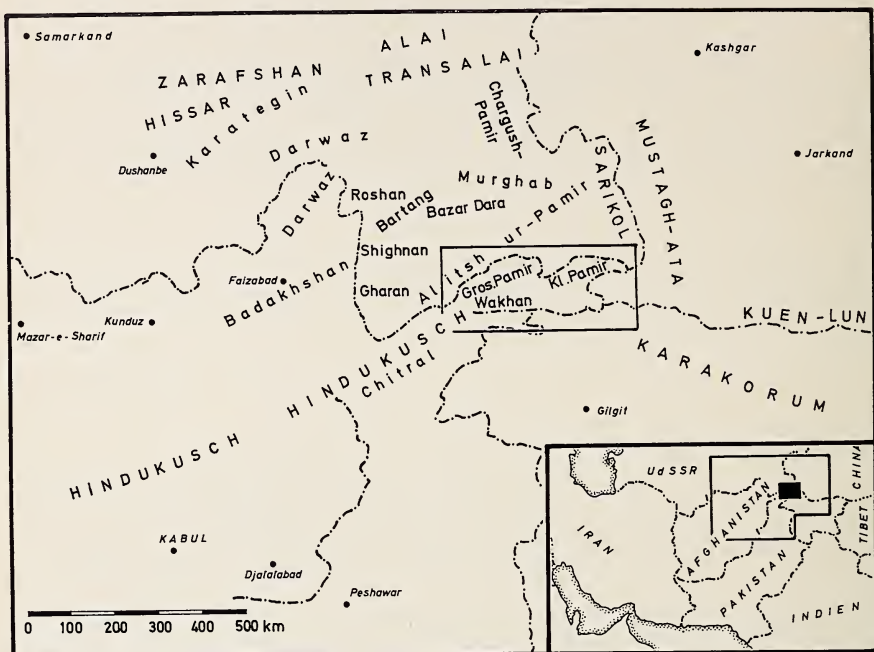 Samarkand
ALAI
Kashgar
ZARAFSHAN
TRANSALAI
HISSAR
Karategin
Chargush-
Pamir
Dushanbe
Darwaz
Jarkand
MUSTAGH-ATA
ISARIKOL
Murghab
Darwaz
Roshan
Bartang
Bazar Dara
Alitsh ur-Pamir
Shighnan
Faizabad
Badakhshan
Gharan
Gros.Pamir
Kl.Pamir
Wakhan
Mazar-e-Sharif
Kunduz
KUEN-LUN
HINDUKUSCH
Chitral
KARAKORUM
Gilgit
HINDUKUSCH
KABUL
Djalalabad
Peshawar
0 100 200 300 400 500 km
UdSSR
CHINA
IRAN
AFGHANISTAN
TIBET
PAKISTAN
INDIEN